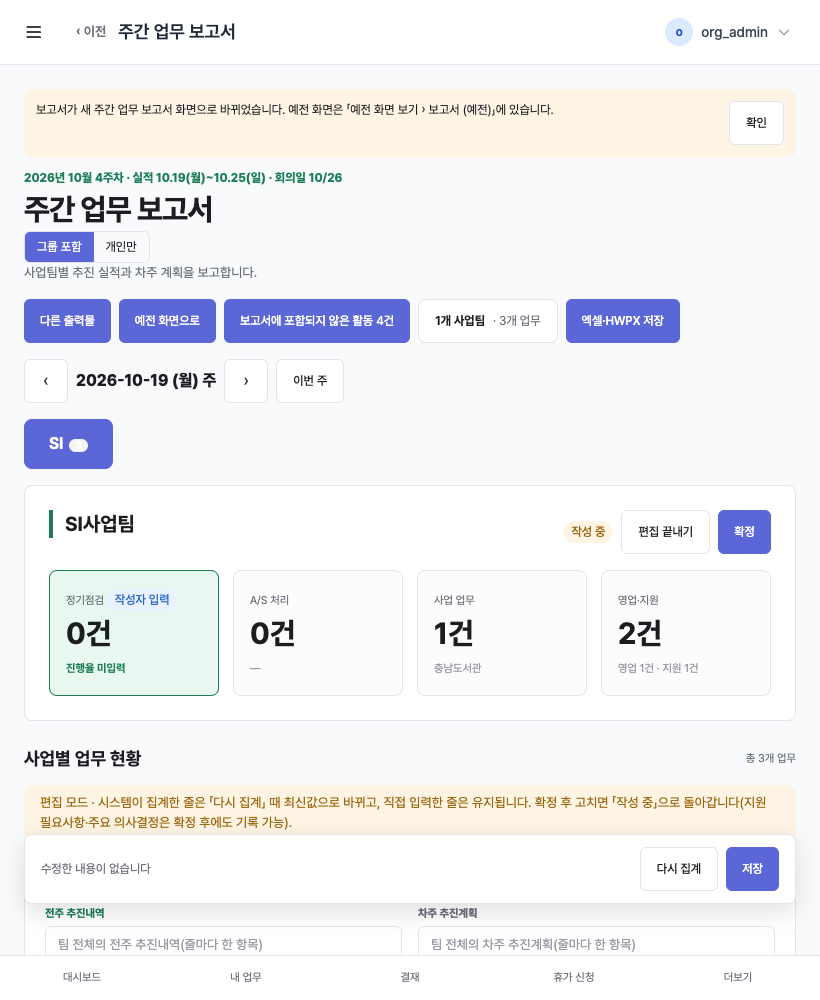 ‹ 이전 주간 업무 보고서
o org_admin
보고서가 새 주간 업무 보고서 화면으로 바뀌었습니다. 예전 화면은 「예전 화면 보기 › 보고서 (예전)」에 있습니다.
확인
2026년 10월 4주차 · 실적 10.19(월)~10.25(일) · 회의일 10/26
주간 업무 보고서
그룹 포함 개인만
사업팀별 추진 실적과 차주 계획을 보고합니다.
다른 출력물 예전 화면으로 보고서에 포함되지 않은 활동 4건 1개 사업팀 · 3개 업무 엑셀·HWPX 저장
‹ 2026-10-19 (월) 주 › 이번 주
SI
SI사업팀
작성 중 편집 끝내기 확정
정기점검 작성자 입력 A/S 처리 사업 업무 영업·지원
0건 0건 1건 2건
진행율 미입력 — 충남도서관 영업 1건 · 지원 1건
사업별 업무 현황 총 3개 업무
편집 모드 · 시스템이 집계한 줄은 「다시 집계」 때 최신값으로 바뀌고, 직접 입력한 줄은 유지됩니다. 확정 후 고치면 「작성 중」으로 돌아갑니다(지원
필요사항·주요 의사결정은 확정 후에도 기록 가능).
수정한 내용이 없습니다 다시 집계 저장
전주 추진내역 차주 추진계획
팀 전체의 전주 추진내역(줄마다 한 항목) 팀 전체의 차주 추진계획(줄마다 한 항목)
대시보드 내 업무 결재 휴가 신청 더보기